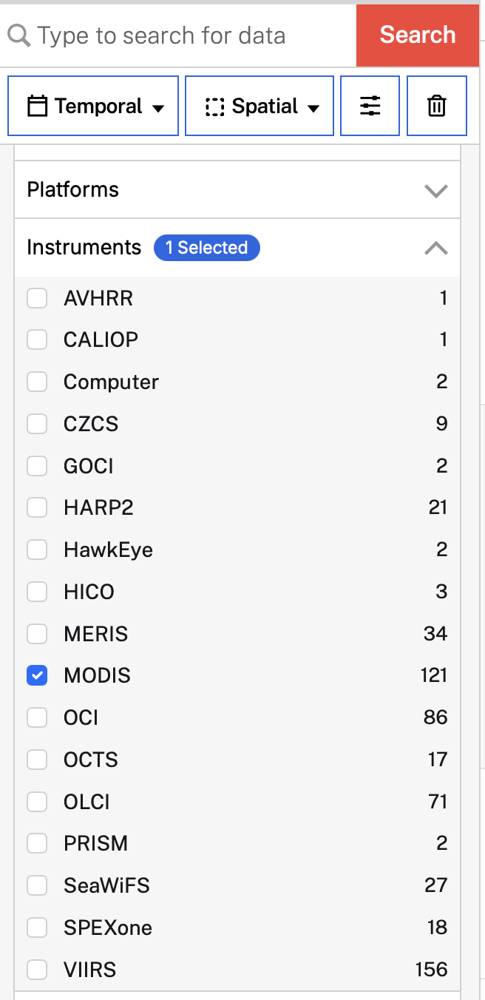 Type to search for data Search
Temporal Spatial
Platforms
Instruments 1 Selected
AVHRR 1
CALIOP 1
Computer 2
CZCS 9
GOCI 2
HARP2 21
HawkEye 2
HICO 3
MERIS 34
MODIS 121
OCI 86
OCTS 17
OLCI 71
PRISM 2
SeaWiFS 27
SPEXone 18
VIIRS 156